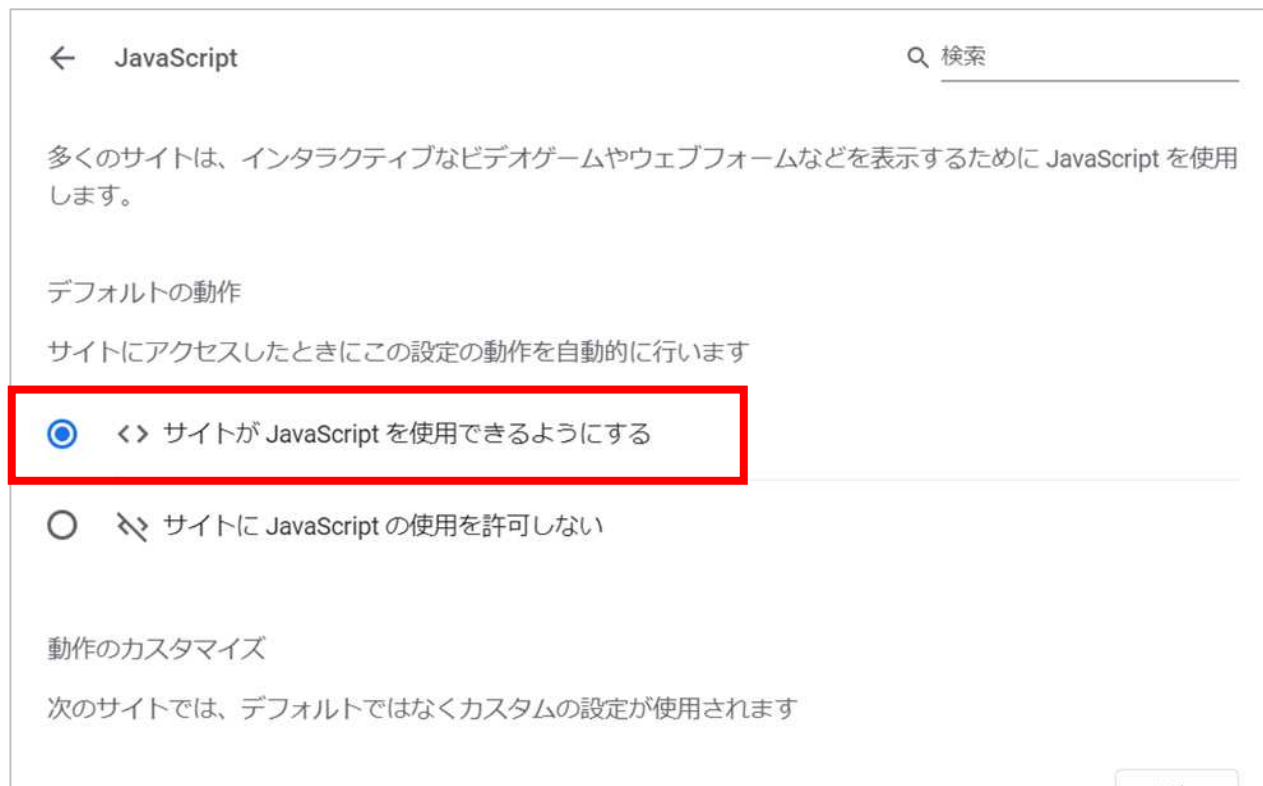 JavaScript
検索
多くのサイトは、インタラクティブなビデオゲームやウェブフォームなどを表示するために JavaScript を使用
します。
デフォルトの動作
サイトにアクセスしたときにこの設定の動作を自動的に行います
サイトが JavaScript を使用できるようにする
サイトに JavaScript の使用を許可しない
動作のカスタマイズ
次のサイトでは、デフォルトではなくカスタムの設定が使用されます